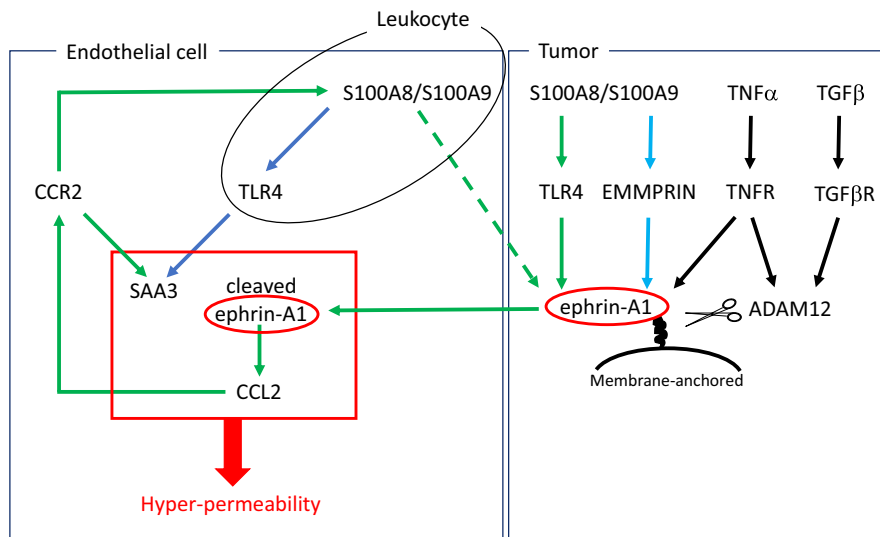 Leukocyte
Endothelial cell
Tumor
S100A8/S100A9
S100A8/S100A9
TNFα
TGFβ
CCR2
TLR4
TLR4
EMMPRIN
TNFR
TGFβR
SAA3
cleaved
ephrin-A1
ephrin-A1
ADAM12
CCL2
Membrane-anchored
Hyper-permeability